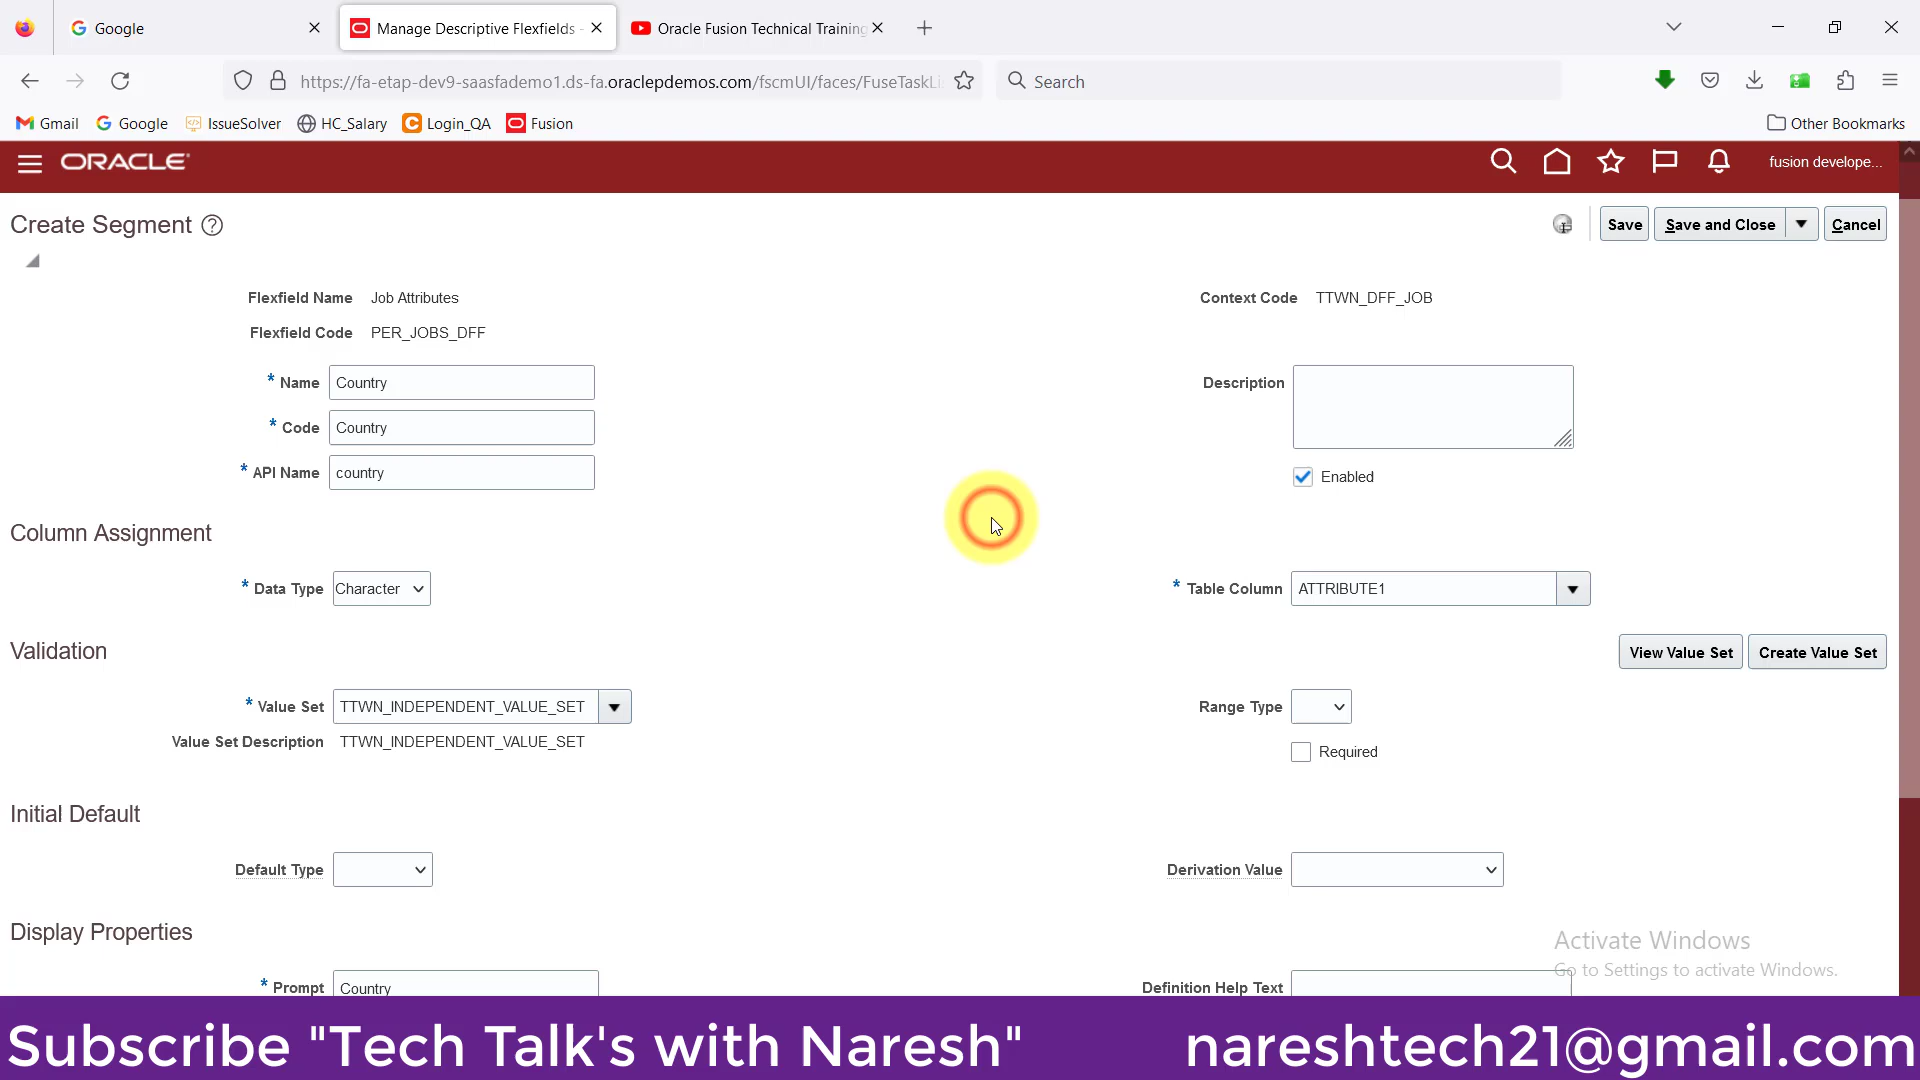 Google
Manage Descriptive Flexfields -
Oracle Fusion Technical Training
https://fa-etap-dev9-saasfademo1.ds-fa.oraclepdemos.com/fscmUI/faces/FuseTaskLi
Search
Gmail
Google
IssueSolver
HC_Salary
Login_QA
Fusion
Other Bookmarks
ORACLE
fusion develope...
Create Segment
Save
Save and Close
Cancel
Flexfield Name Job Attributes
Context Code TTWN_DFF_JOB
Flexfield Code PER_JOBS_DFF
* Name Country
Description
* Code Country
* API Name country
Enabled
Column Assignment
* Data Type Character
* Table Column ATTRIBUTE1
Validation
View Value Set
Create Value Set
* Value Set TTWN_INDEPENDENT_VALUE_SET
Range Type
Value Set Description TTWN_INDEPENDENT_VALUE_SET
Required
Initial Default
Default Type
Derivation Value
Display Properties
Activate Windows
Go to Settings to activate Windows.
* Prompt Country
Definition Help Text
Subscribe "Tech Talk's with Naresh" nareshtech21@gmail.com